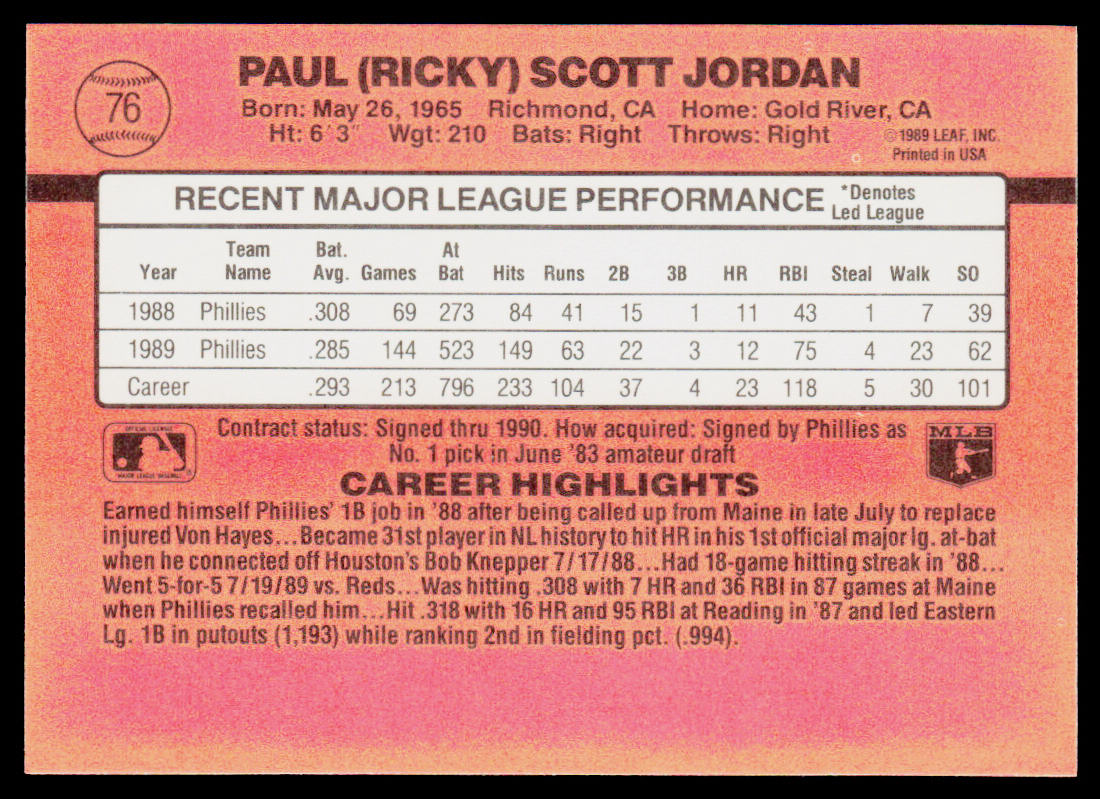 76
PAUL (RICKY) SCOTT JORDAN
Born: May 26, 1965 Richmond, CA Home: Gold River, CA
Ht: 6'3" Wgt: 210 Bats: Right Throws: Right
©1989 LEAF, INC.
Printed in USA
RECENT MAJOR LEAGUE PERFORMANCE
*Denotes
Led League
Year Team Name Bat. Avg. Games At Bat Hits Runs 2B 3B HR RBI Steal Walk SO
1988 Phillies .308 69 273 84 41 15 1 11 43 1 7 39
1989 Phillies .285 144 523 149 63 22 3 12 75 4 23 62
Career .293 213 796 233 104 37 4 23 118 5 30 101
OFFICIAL LICENSEE
MAJOR LEAGUE BASEBALL
Contract status: Signed thru 1990. How acquired: Signed by Phillies as
No. 1 pick in June '83 amateur draft
MLB
CAREER HIGHLIGHTS
Earned himself Phillies' 1B job in '88 after being called up from Maine in late July to replace
injured Von Hayes...Became 31st player in NL history to hit HR in his 1st official major lg. at-bat
when he connected off Houston's Bob Knepper 7/17/88...Had 18-game hitting streak in '88...
Went 5-for-5 7/19/89 vs. Reds...Was hitting .308 with 7 HR and 36 RBI in 87 games at Maine
when Phillies recalled him...Hit .318 with 16 HR and 95 RBI at Reading in '87 and led Eastern
Lg. 1B in putouts (1,193) while ranking 2nd in fielding pct. (.994).